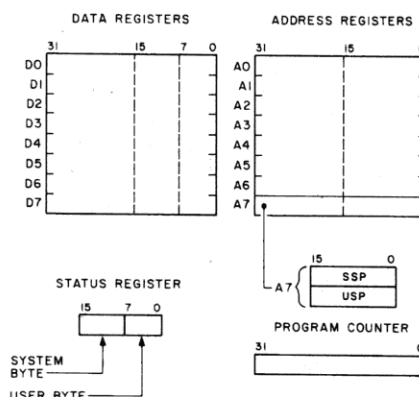 DATA REGISTERS
31 15 7 0
D0
D1
D2
D3
D4
D5
D6
D7
ADDRESS REGISTERS
31 15
A0
A1
A2
A3
A4
A5
A6
A7
15 0
A7
SSP
USP
STATUS REGISTER
15 7 0
SYSTEM
BYTE
USER BYTE
PROGRAM COUNTER
31